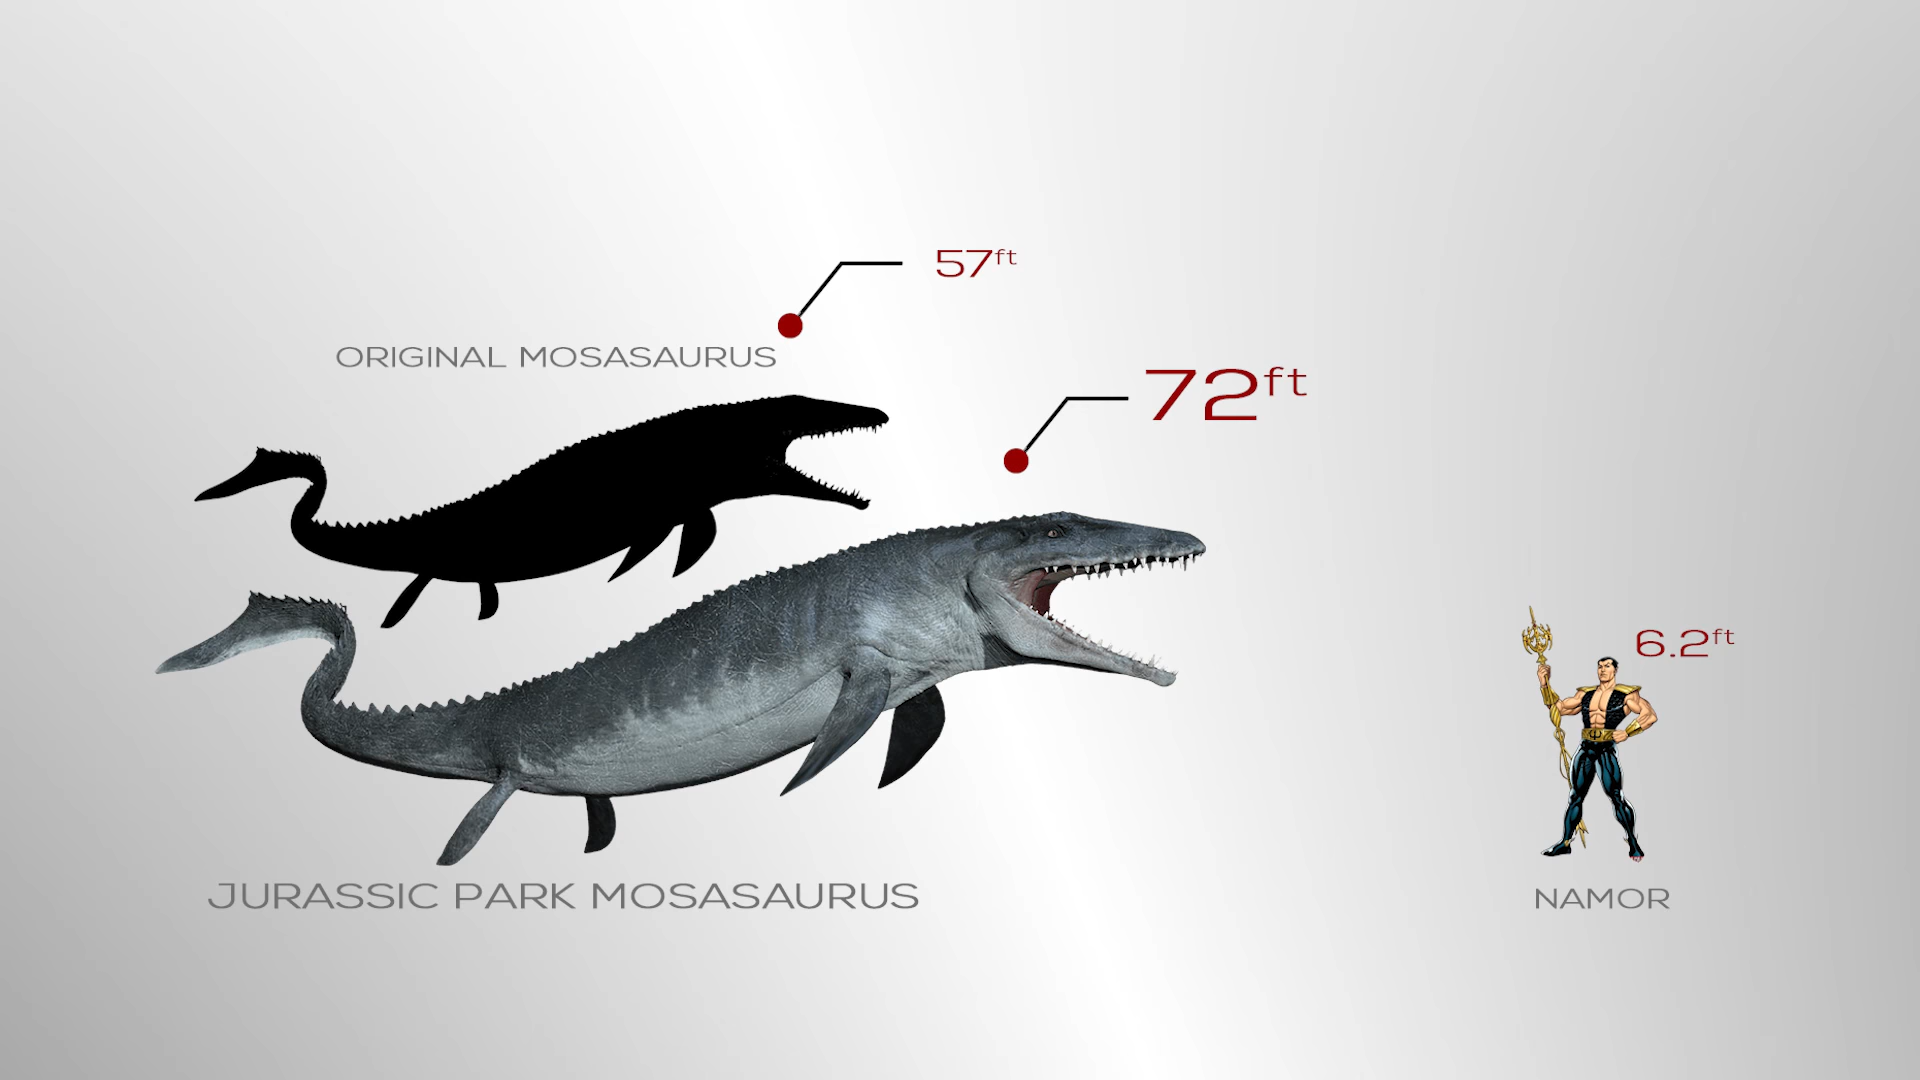 57ft
ORIGINAL MOSASAURUS
72ft
6.2ft
JURASSIC PARK MOSASAURUS
NAMOR